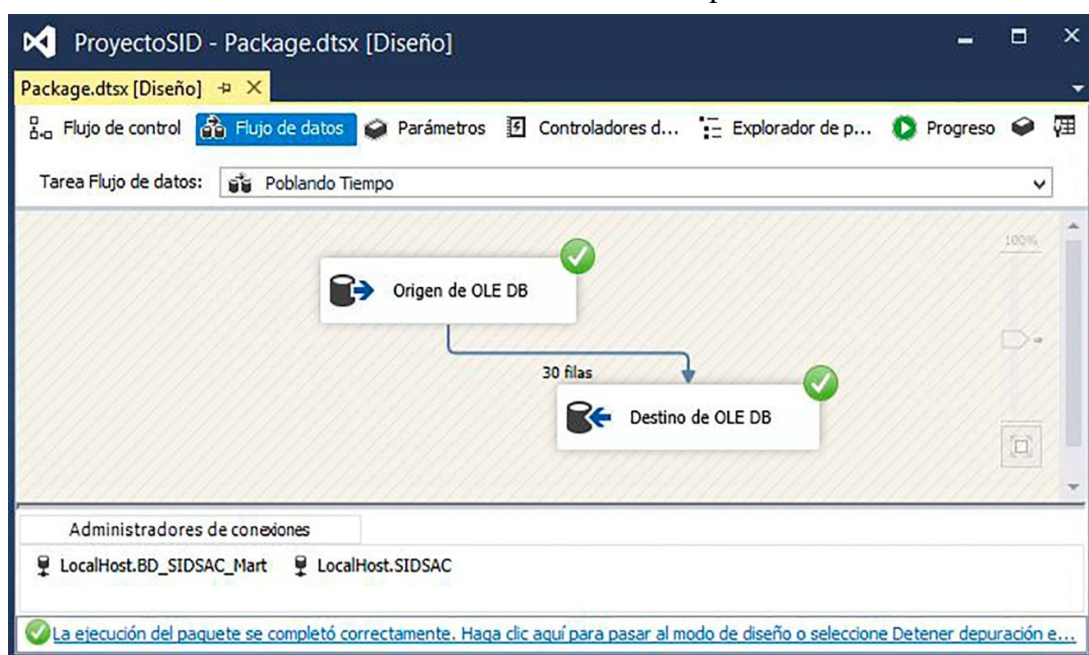 ProyectoSID - Package.dtsx [Diseño]
Package.dtsx [Diseño]
Flujo de control Flujo de datos Parámetros Controladores d... Explorador de p... Progreso
Tarea Flujo de datos: Poblando Tiempo
100%
Origen de OLE DB
30 filas
Destino de OLE DB
Administradores de conexiones
LocalHost.BD_SIDSAC_Mart LocalHost.SIDSAC
La ejecución del paquete se completó correctamente. Haga clic aquí para pasar al modo de diseño o seleccione Detener depuración e...